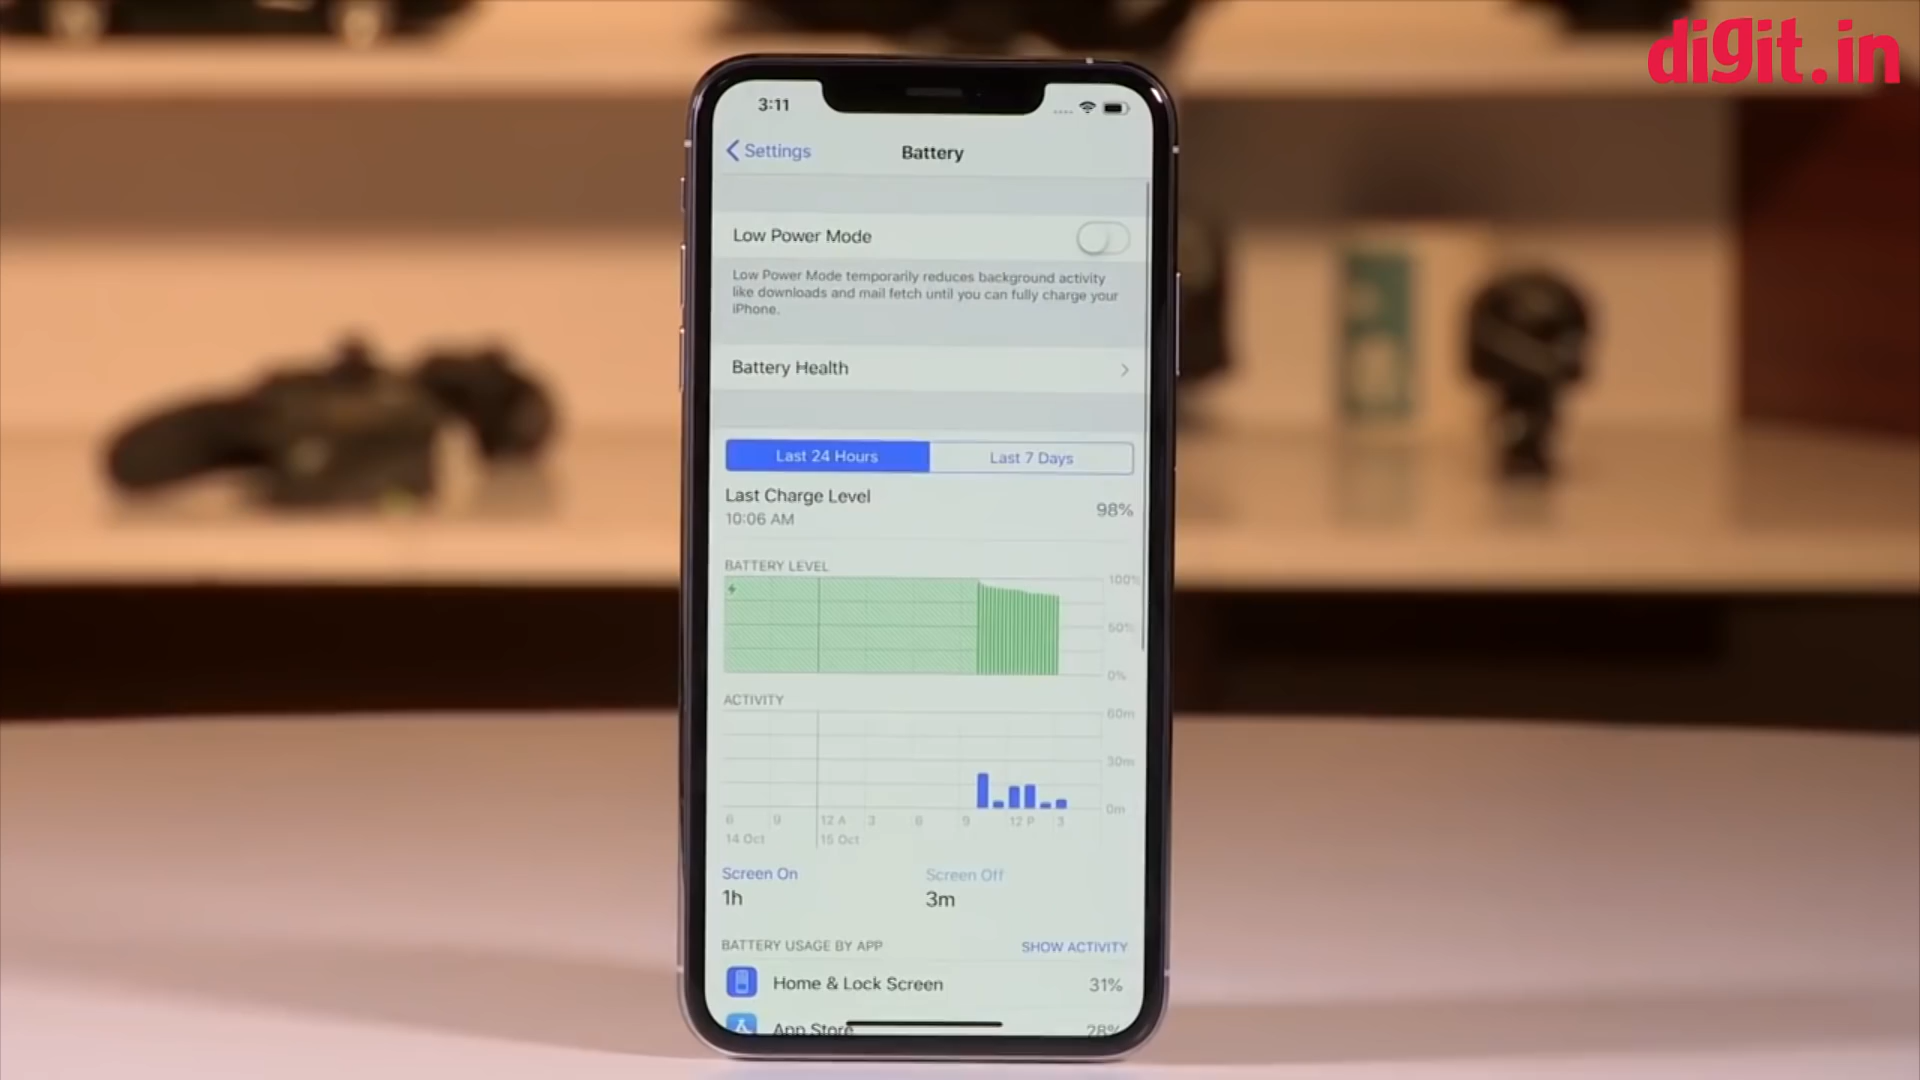 digit.in
3:11
Settings
Battery
Low Power Mode
Low Power Mode temporarily reduces background activity
like downloads and mail fetch until you can fully charge your
iPhone.
Battery Health
Last 24 Hours
Last 7 Days
Last Charge Level
10:06 AM
98%
BATTERY LEVEL
100%
50%
0%
ACTIVITY
60m
30m
0m
6 9 12 A 3 6 9 12 P 3
14 Oct 15 Oct
Screen On
Screen Off
1h
3m
BATTERY USAGE BY APP
SHOW ACTIVITY
Home & Lock Screen
31%
App Store
28%